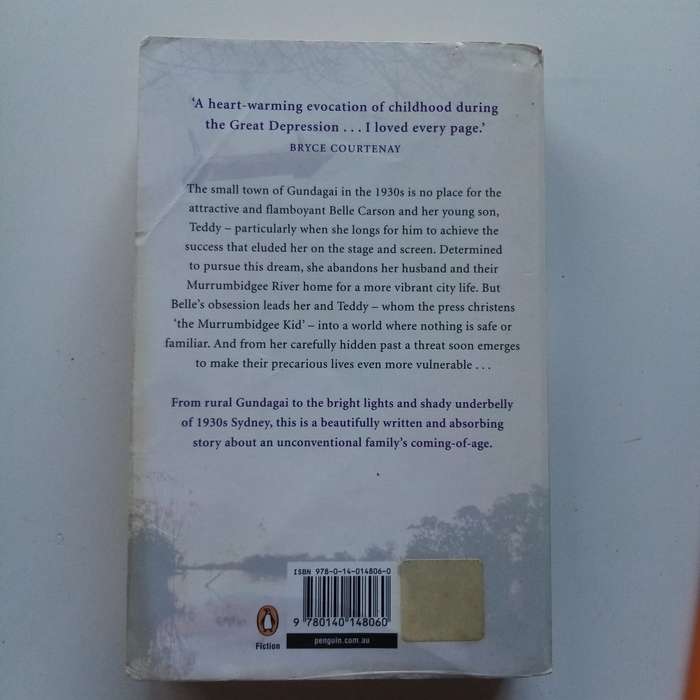 ‘A heart-warming evocation of childhood during
the Great Depression . . . I loved every page.’
BRYCE COURTENAY
The small town of Gundagai in the 1930s is no place for the
attractive and flamboyant Belle Carson and her young son,
Teddy – particularly when she longs for him to achieve the
success that eluded her on the stage and screen. Determined
to pursue this dream, she abandons her husband and their
Murrumbidgee River home for a more vibrant city life. But
Belle’s obsession leads her and Teddy – whom the press christens
‘the Murrumbidgee Kid’ – into a world where nothing is safe or
familiar. And from her carefully hidden past a threat soon emerges
to make their precarious lives even more vulnerable . . .
From rural Gundagai to the bright lights and shady underbelly
of 1930s Sydney, this is a beautifully written and absorbing
story about an unconventional family’s coming-of-age.
ISBN 978-0-14-014806-0
9 780140 148060
penguin.com.au
Fiction